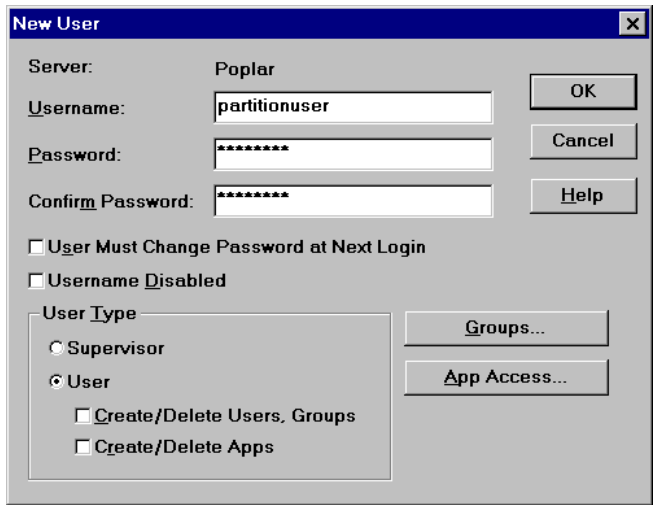 New User
Server: Poplar
OK
Username: partitionuser
Cancel
Password: ********
Help
Confirm Password: ********
User Must Change Password at Next Login
Username Disabled
User Type
Groups...
Supervisor
App Access...
User
Create/Delete Users, Groups
Create/Delete Apps